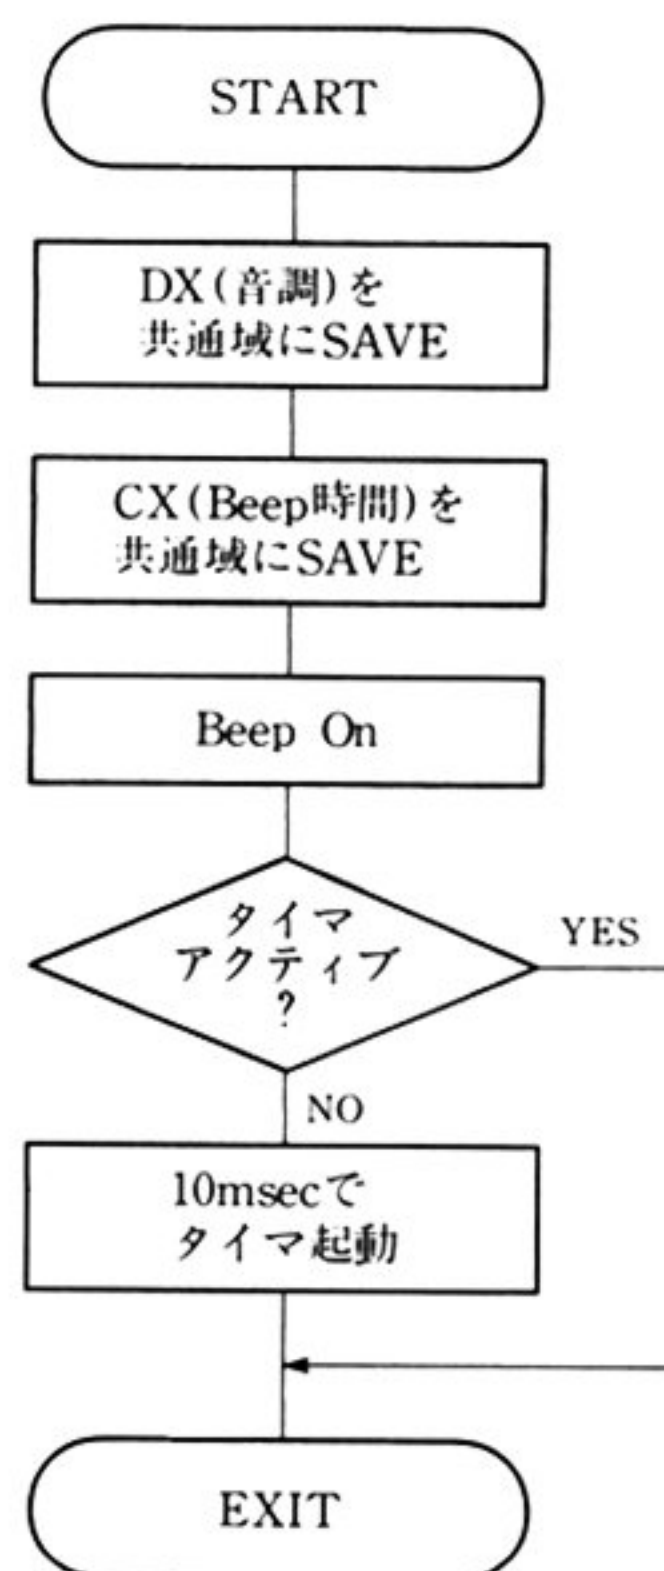 START
DX(音調)を
共通域にSAVE
CX(Beep時間)を
共通域にSAVE
Beep On
タイマ
アクティブ
?
YES
NO
10msecで
タイマ起動
EXIT